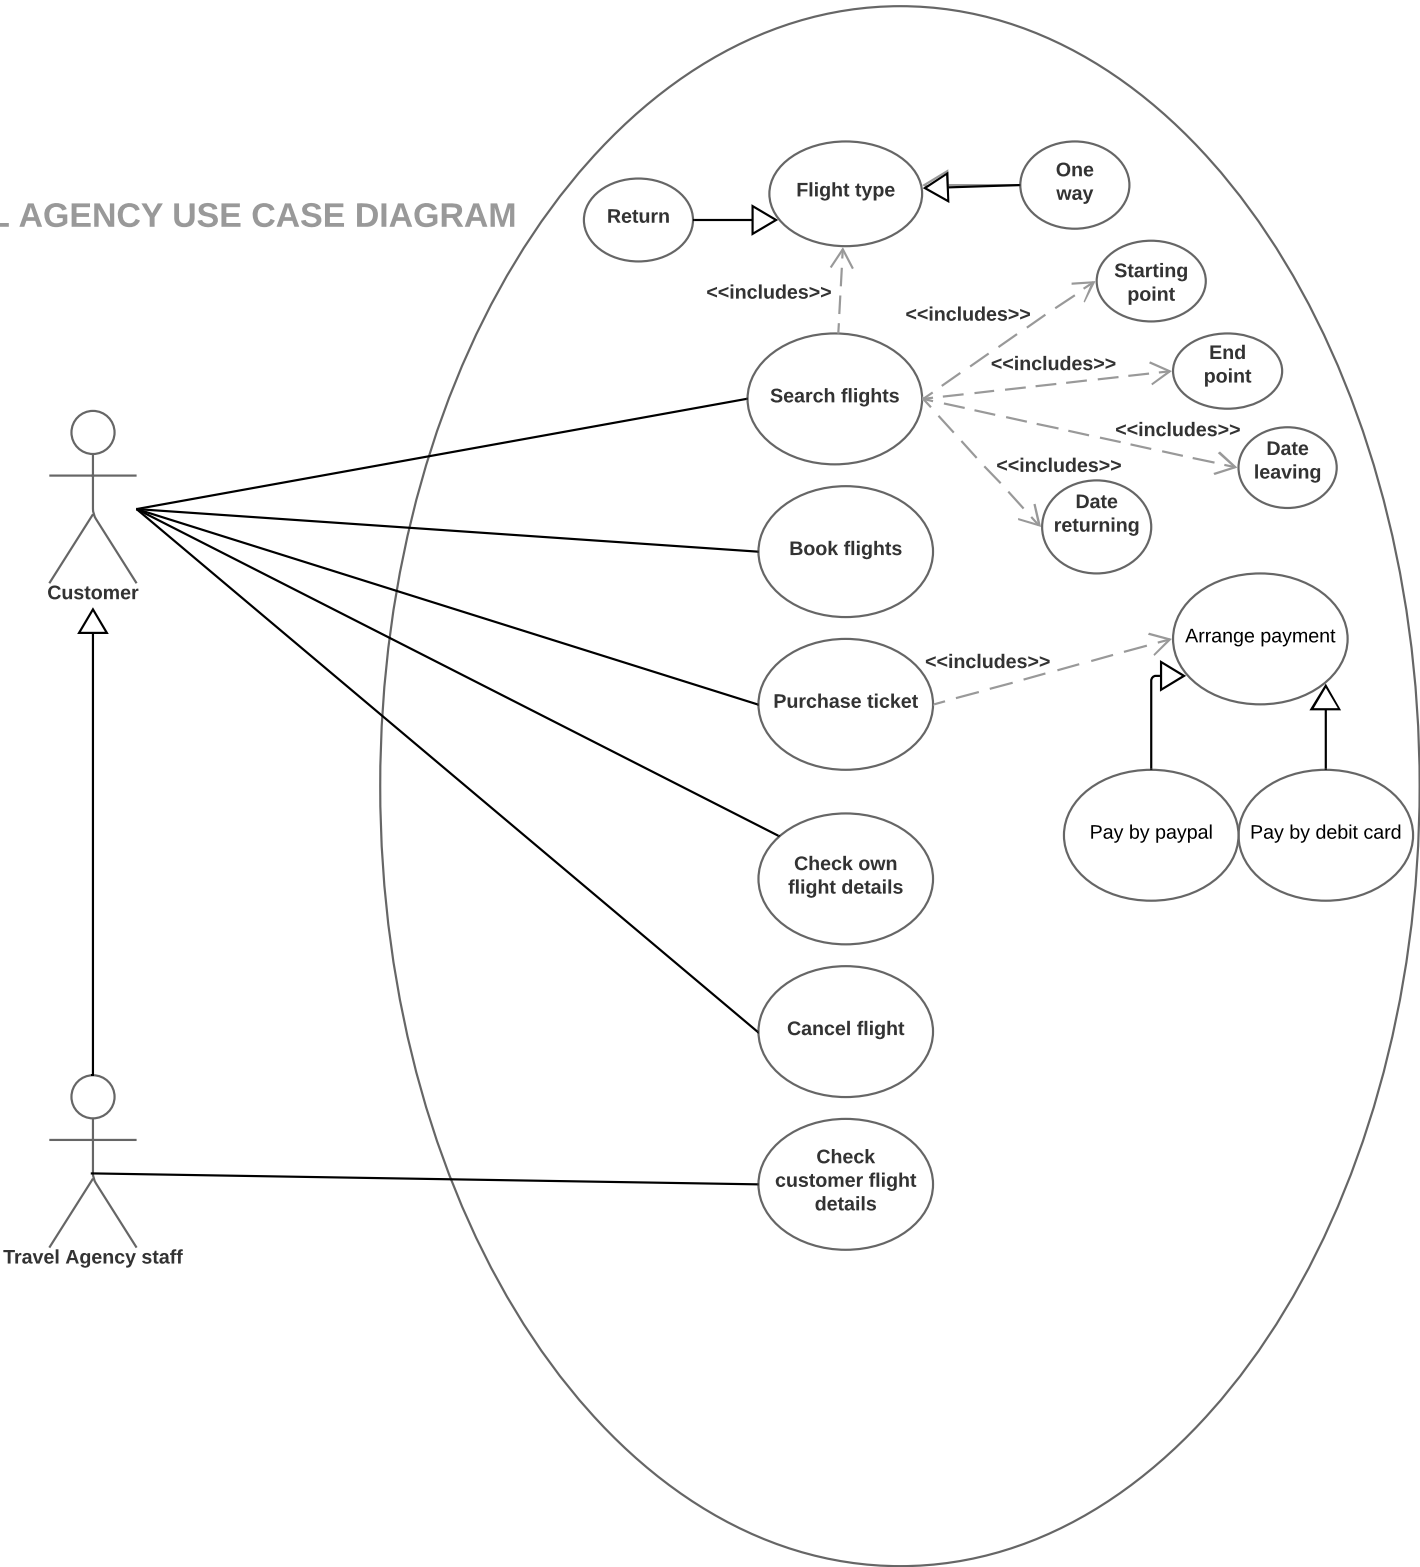 AGENCY USE CASE DIAGRAM
Flight type
One
way
Return
<<includes>>
Starting
point
<<includes>>
End
point
<<includes>>
Search flights
<<includes>>
Date
leaving
<<includes>>
Date
returning
Book flights
Customer
Arrange payment
<<includes>>
Purchase ticket
Pay by paypal
Pay by debit card
Check own
flight details
Cancel flight
Check
customer flight
details
Travel Agency staff